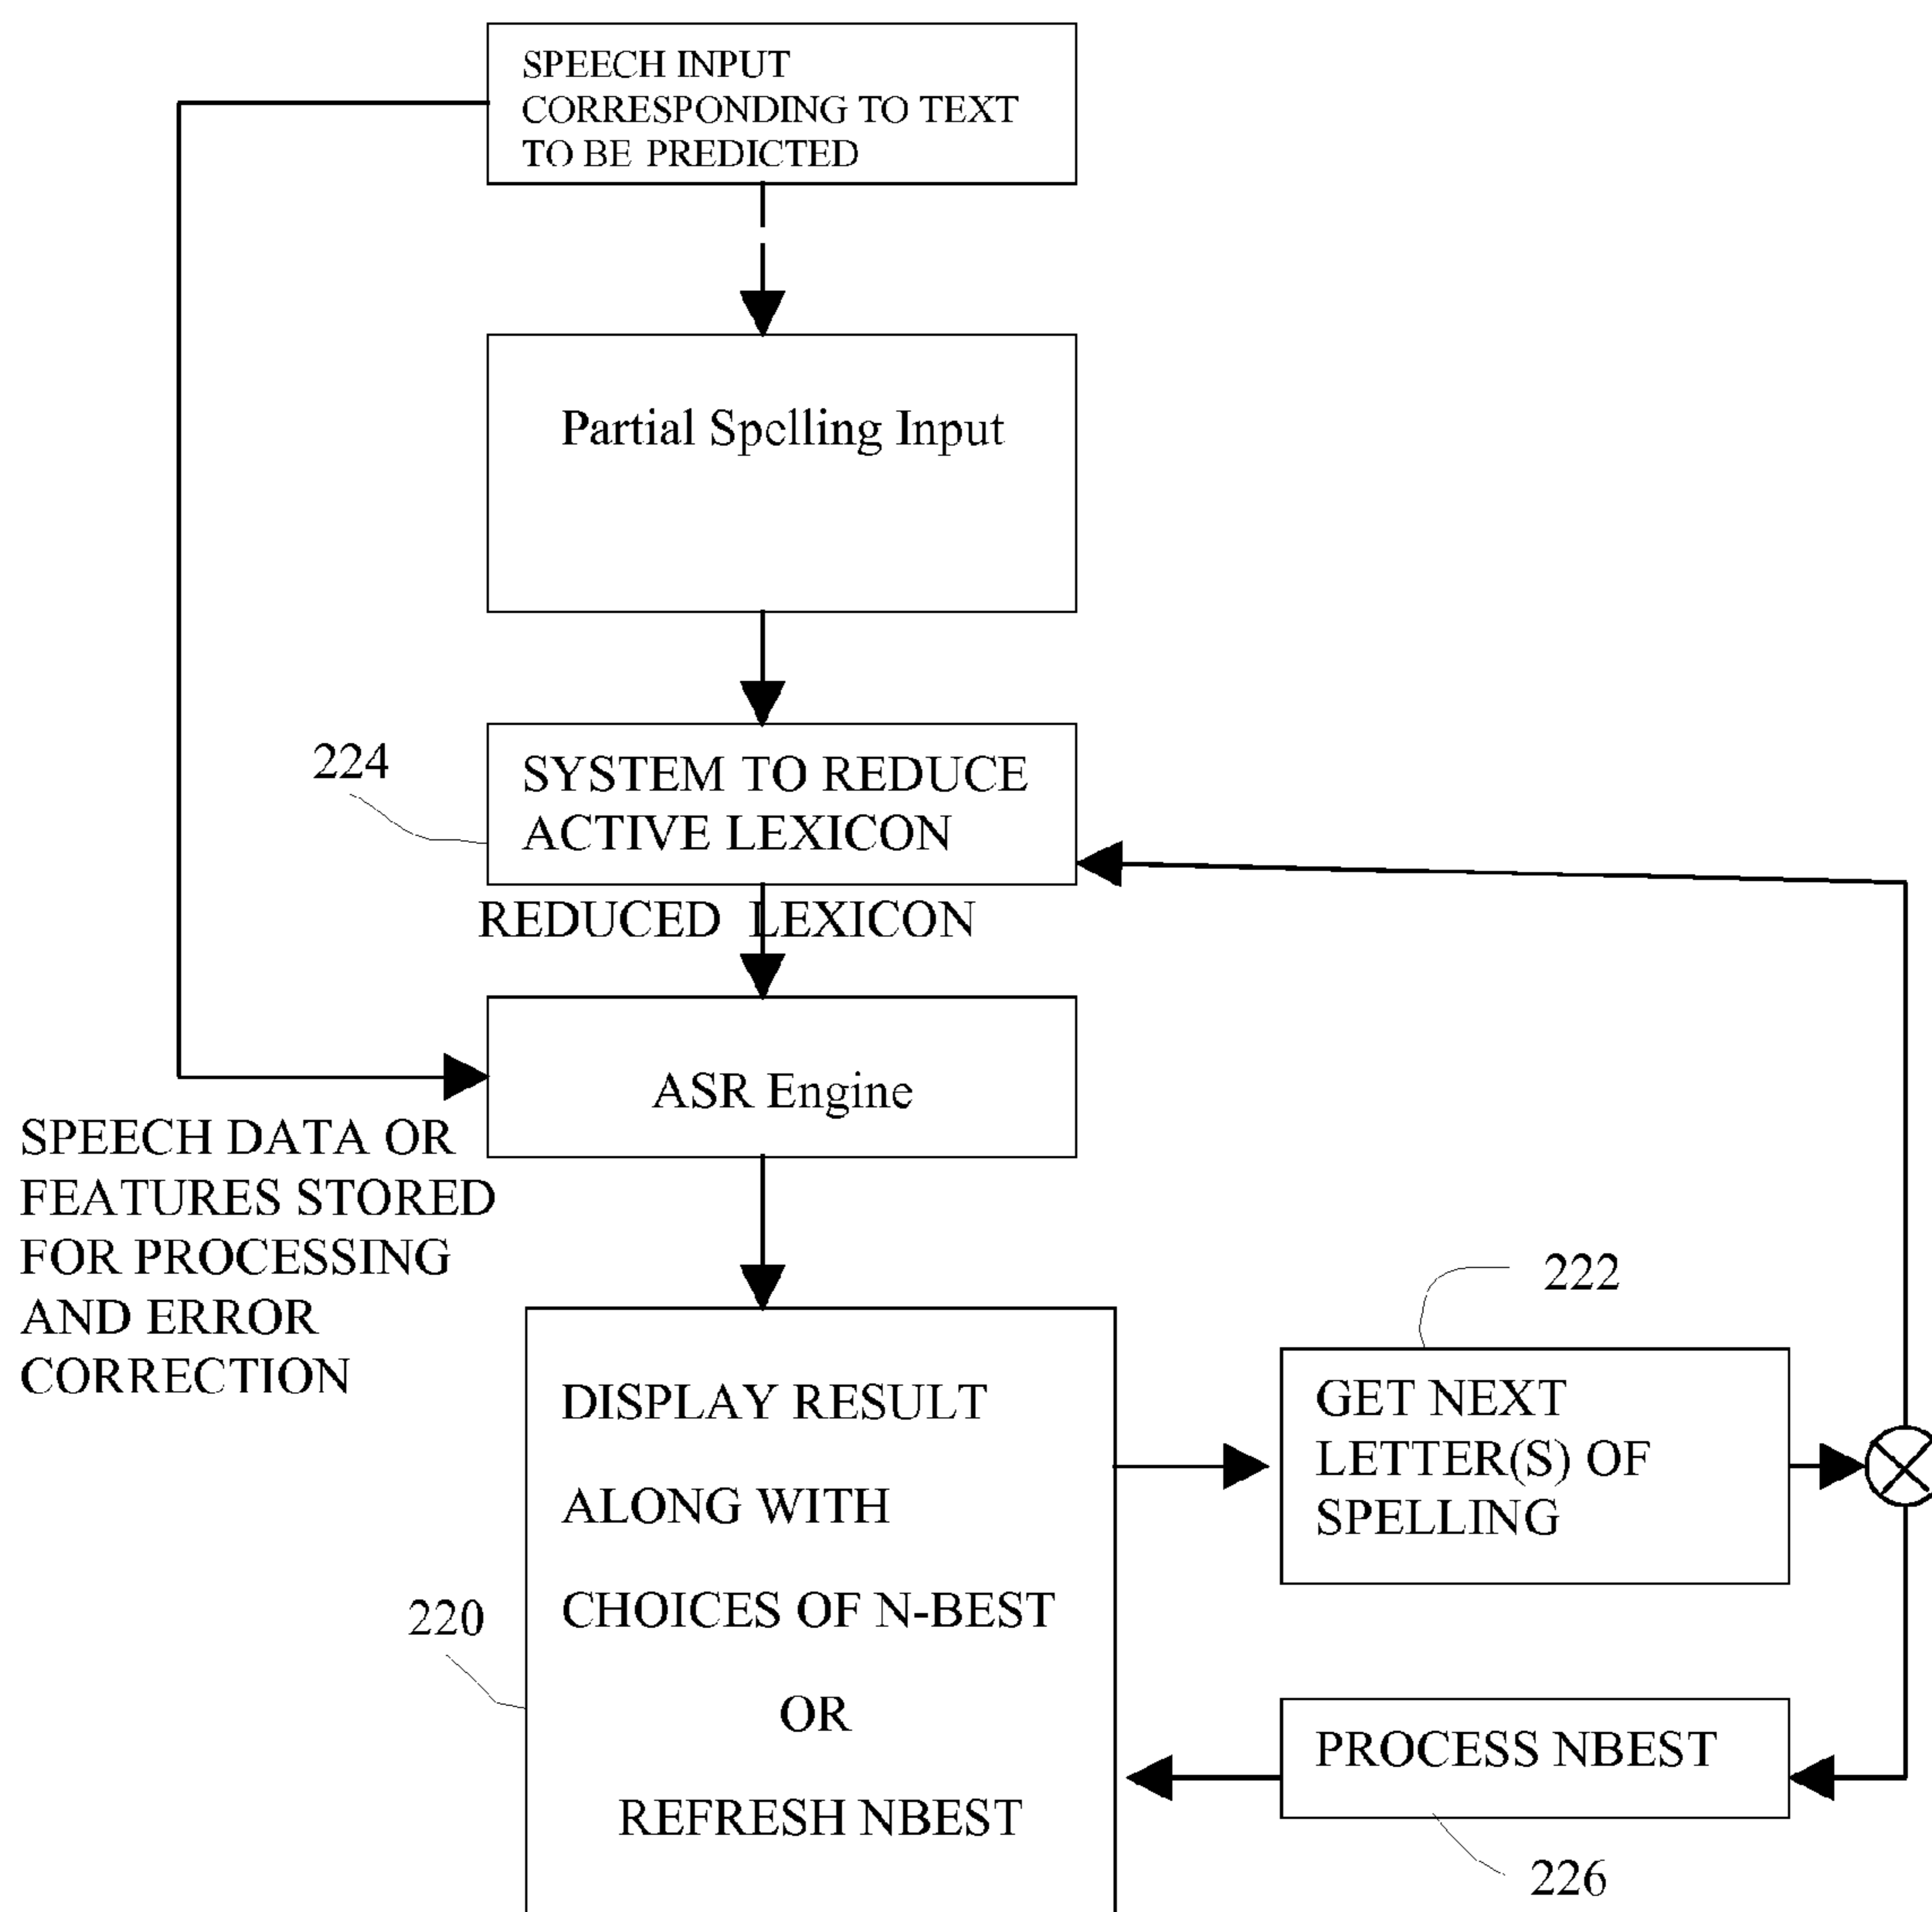 SPEECH INPUT
CORRESPONDING TO TEXT
TO BE PREDICTED
Partial Spelling Input
224
SYSTEM TO REDUCE
ACTIVE LEXICON
REDUCED LEXICON
ASR Engine
SPEECH DATA OR
FEATURES STORED
FOR PROCESSING
AND ERROR
CORRECTION
220
DISPLAY RESULT
ALONG WITH
CHOICES OF N-BEST
OR
REFRESH NBEST
222
GET NEXT
LETTER(S) OF
SPELLING
PROCESS NBEST
226